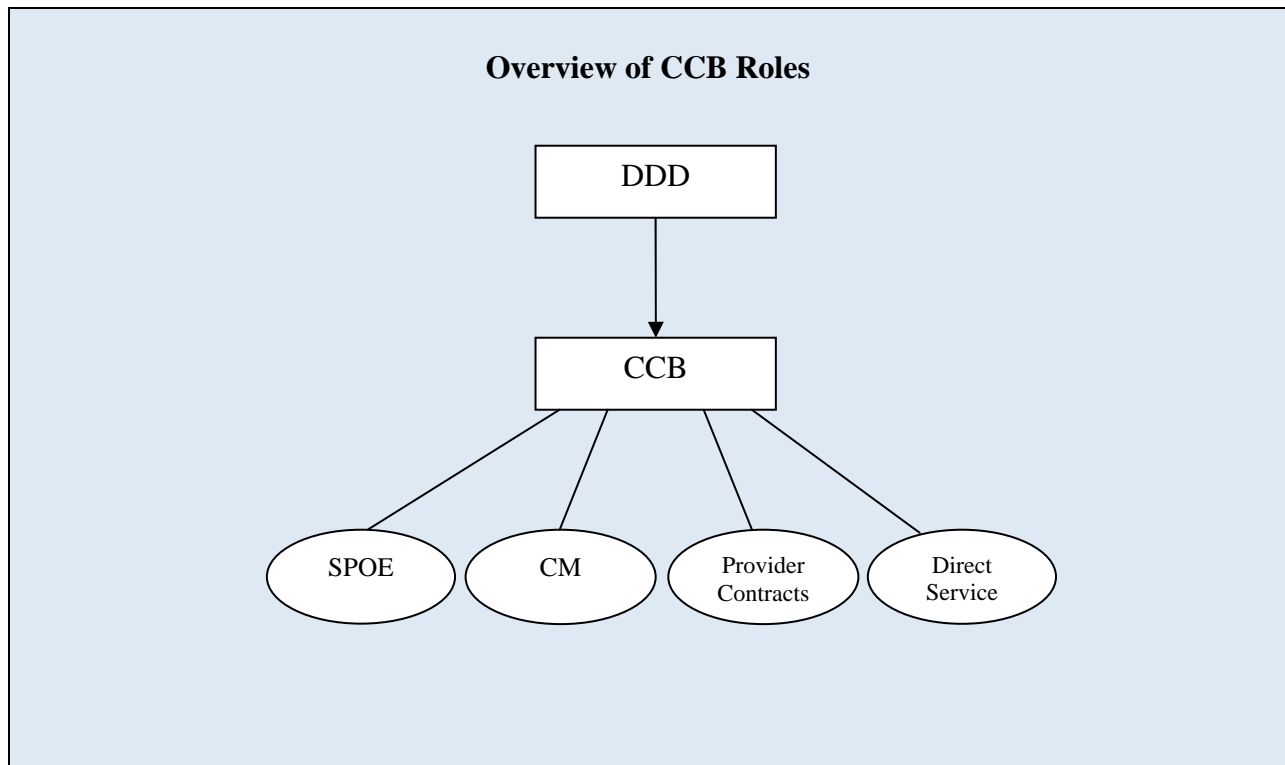 Overview of CCB Roles
DDD
CCB
SPOE
CM
Provider
Contracts
Direct
Service